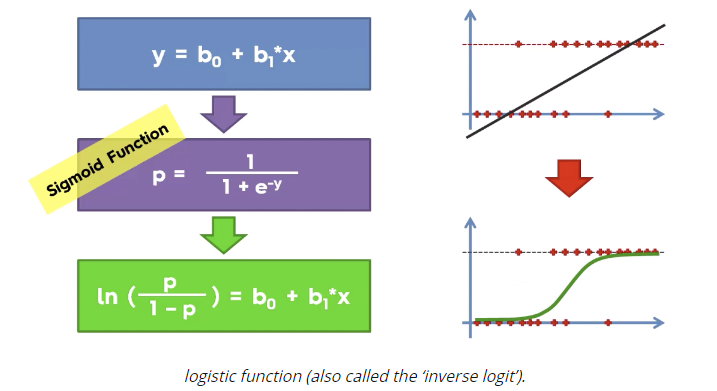 y = b₀ + b₁*x
Sigmoid Function
p = 1 / 1 + e⁻ʸ
ln ( p / 1 - p ) = b₀ + b₁*x
logistic function (also called the ‘inverse logit’).